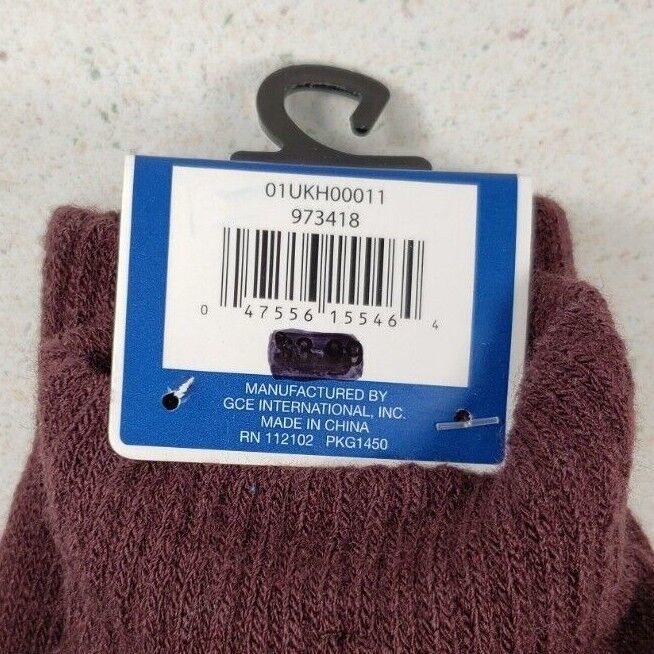 01UKH00011
973418
0 47556 15546 4
MANUFACTURED BY
GCE INTERNATIONAL, INC.
MADE IN CHINA
RN 112102 PKG1450